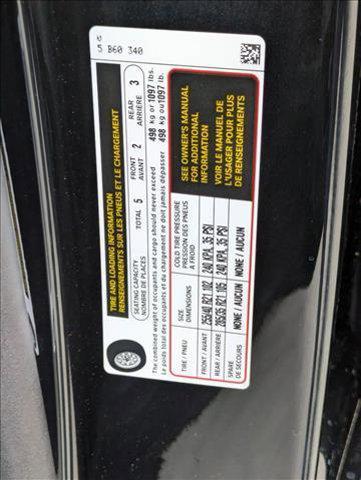 5 B60 340
TIRE AND LOADING INFORMATION
RENSEIGNEMENTS SUR LES PNEUS ET LE CHARGEMENT
SEATING CAPACITY
NOMBRE DE PLACES
TOTAL 5
FRONT
AVANT 2
REAR
ARRIÈRE 3
The combined weight of occupants and cargo should never exceed 498 kg or 1097 lbs.
Le poids total des occupants et du chargement ne doit jamais dépasser 498 kg ou 1097 lb.
TIRE / PNEU
SIZE
DIMENSIONS
COLD TIRE PRESSURE
PRESSION DES PNEUS
A FROID
FRONT / AVANT 255/40 R21 102 240 KPA, 35 PSI
REAR / ARRIÈRE 285/35 R21 105 240 KPA, 35 PSI
SPARE
DE SECOURS
NONE / AUCUN NONE / AUCUN
SEE OWNER'S MANUAL
FOR ADDITIONAL
INFORMATION
VOIR LE MANUEL DE
L'USAGER POUR PLUS
DE RENSEIGNEMENTS